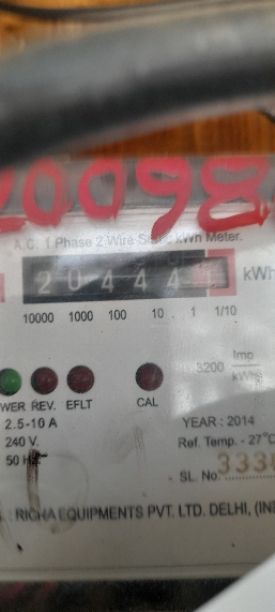 20098
A.C. 1 Phase 2 Wire kWh Meter.
2 0 4 4 4 kWh
10000 1000 100 10 1 1/10
3200 Imp/kWh
REV. EFLT CAL
2.5-10 A YEAR : 2014
240 V. Ref. Temp. - 27°C
50 Hz SL. No. 333
RICHA EQUIPMENTS PVT. LTD. DELHI,